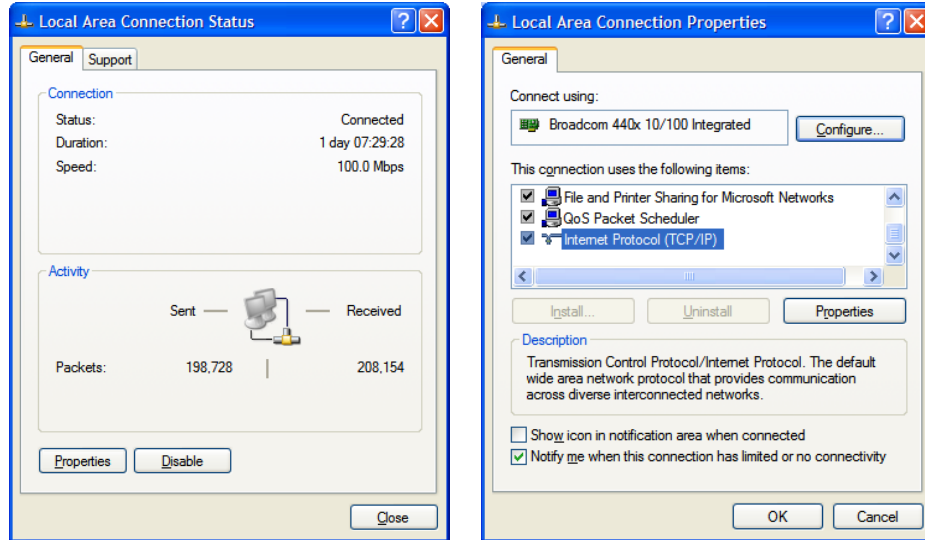 Local Area Connection Status
General Support
Connection
Status: Connected
Duration: 1 day 07:29:28
Speed: 100.0 Mbps
Activity
Sent Received
Packets: 198,728 208,154
Properties Disable
Close
Local Area Connection Properties
General
Connect using:
Broadcom 440x 10/100 Integrated Configure...
This connection uses the following items:
File and Printer Sharing for Microsoft Networks
QoS Packet Scheduler
Internet Protocol (TCP/IP)
Install... Uninstall Properties
Description
Transmission Control Protocol/Internet Protocol. The default
wide area network protocol that provides communication
across diverse interconnected networks.
Show icon in notification area when connected
Notify me when this connection has limited or no connectivity
OK Cancel